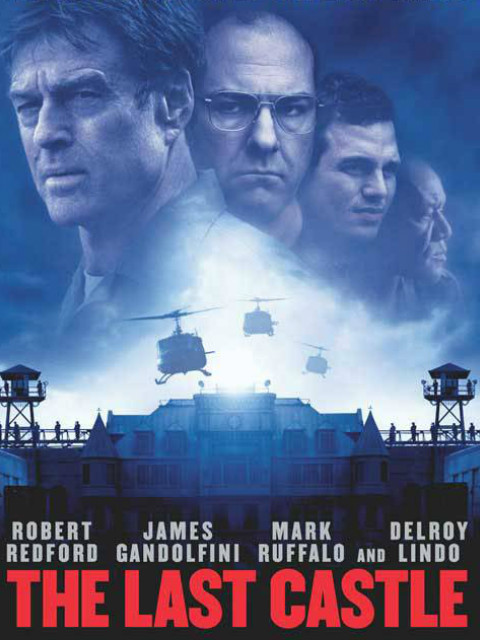 ROBERT JAMES MARK DELROY
REDFORD GANDOLFINI RUFFALO AND LINDO
THE LAST CASTLE